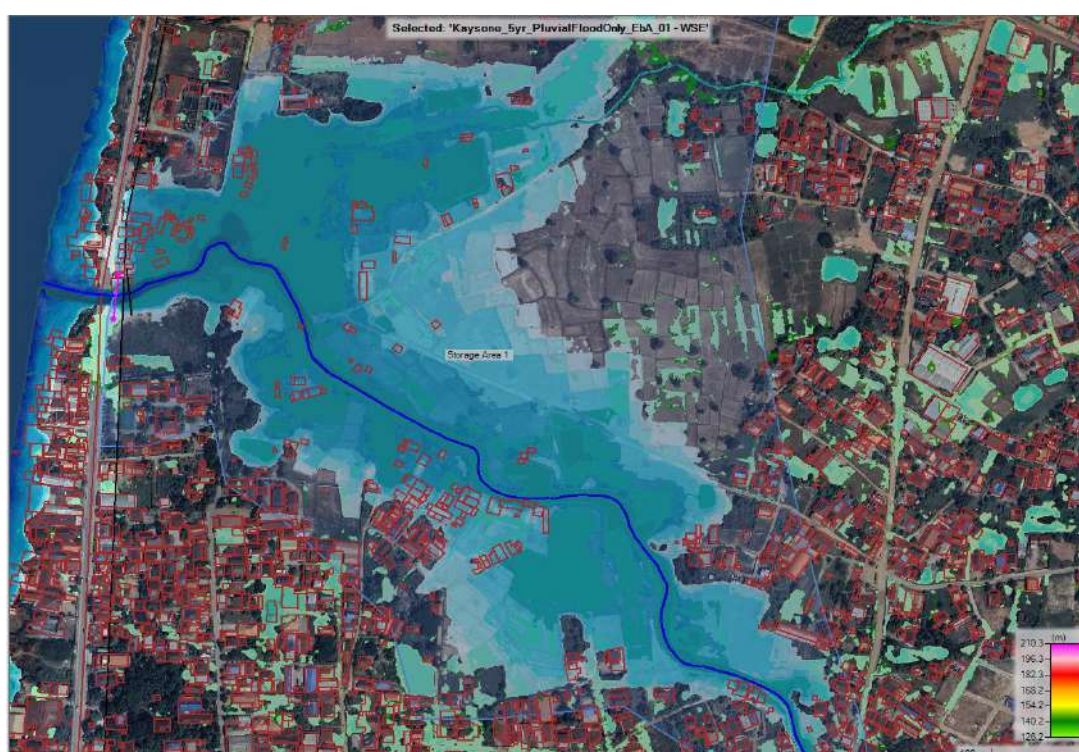 Selected: 'Kaysone_5yr_PluvialFloodOnly_EbA_01 - WSE'
Storage Area 1
(m)
210.3
196.3
182.3
168.2
154.2
140.2
126.2